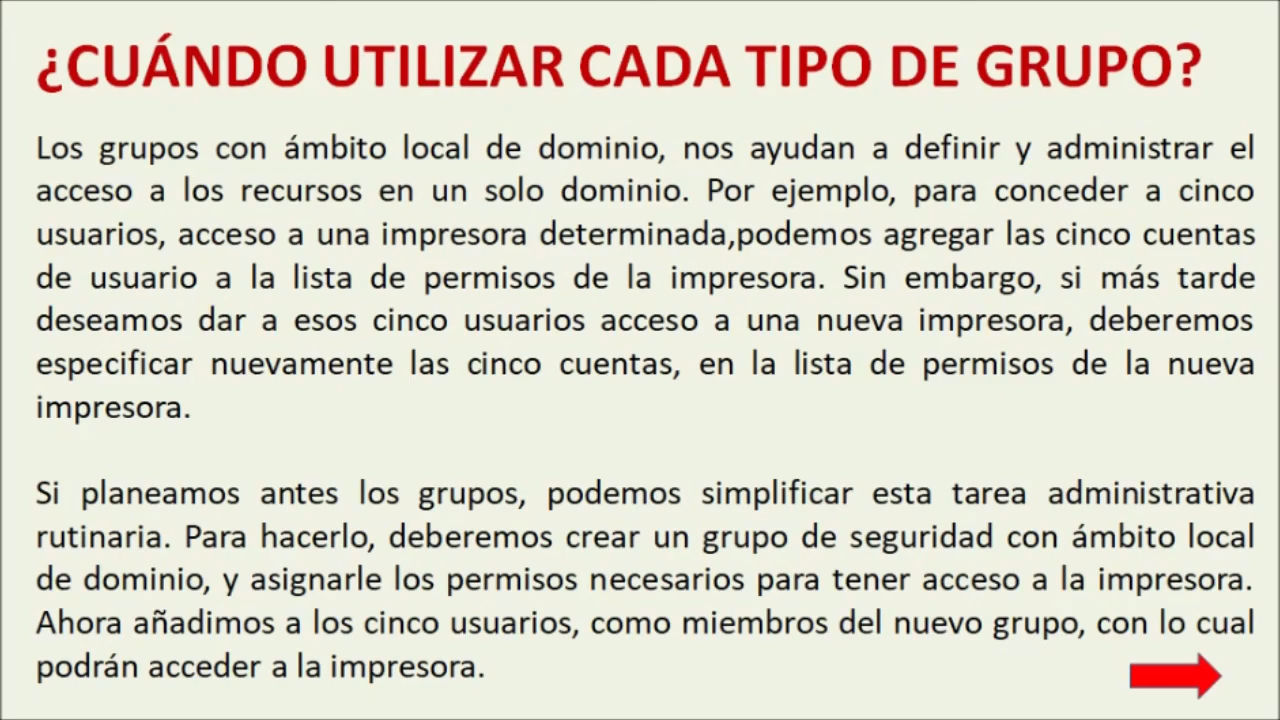 ¿CUÁNDO UTILIZAR CADA TIPO DE GRUPO?
Los grupos con ámbito local de dominio, nos ayudan a definir y administrar el
acceso a los recursos en un solo dominio. Por ejemplo, para conceder a cinco
usuarios, acceso a una impresora determinada,podemos agregar las cinco cuentas
de usuario a la lista de permisos de la impresora. Sin embargo, si más tarde
deseamos dar a esos cinco usuarios acceso a una nueva impresora, deberemos
especificar nuevamente las cinco cuentas, en la lista de permisos de la nueva
impresora.
Si planeamos antes los grupos, podemos simplificar esta tarea administrativa
rutinaria. Para hacerlo, deberemos crear un grupo de seguridad con ámbito local
de dominio, y asignarle los permisos necesarios para tener acceso a la impresora.
Ahora añadimos a los cinco usuarios, como miembros del nuevo grupo, con lo cual
podrán acceder a la impresora.